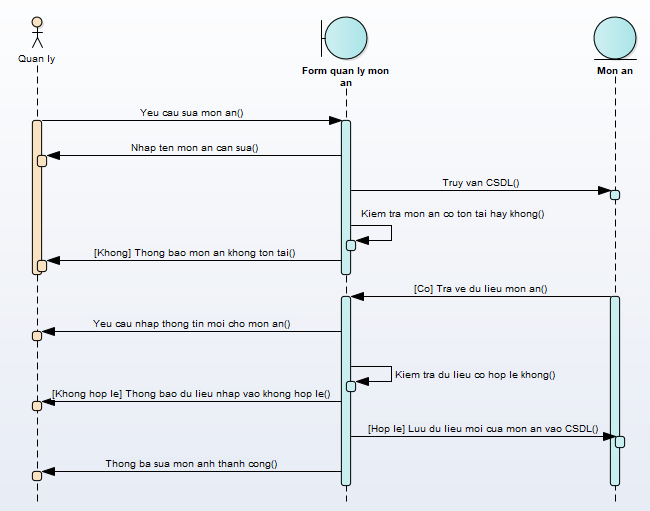 Quan ly
Form quan ly mon
an
Mon an
Yeu cau sua mon an()
Nhap ten mon an can sua()
Truy van CSDL()
Kiem tra mon an co ton tai hay khong()
[Khong] Thong bao mon an khong ton tai()
[Co] Tra ve du lieu mon an()
Yeu cau nhap thong tin moi cho mon an()
Kiem tra du lieu co hop le khong()
[Khong hop le] Thong bao du lieu nhap vao khong hop le()
[Hop le] Luu du lieu moi cua mon an vao CSDL()
Thong ba sua mon anh thanh cong()